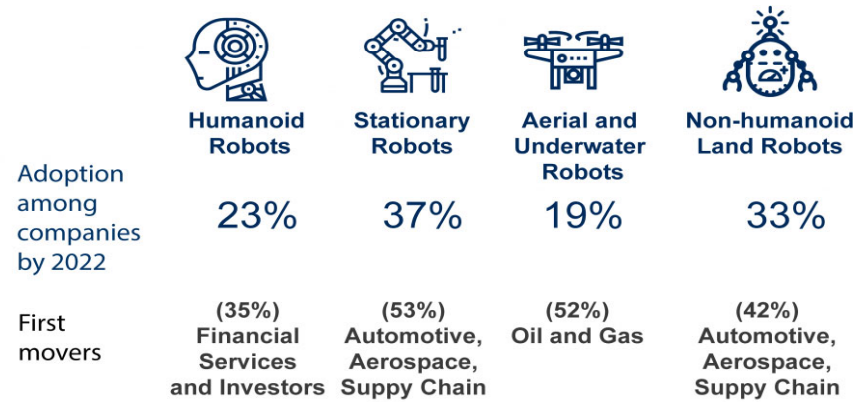 Humanoid
Robots
Stationary
Robots
Aerial and
Underwater
Robots
Non-humanoid
Land Robots
Adoption
among
companies
by 2022
23%
37%
19%
33%
First
movers
(35%)
Financial
Services
and Investors
(53%)
Automotive,
Aerospace,
Suppy Chain
(52%)
Oil and Gas
(42%)
Automotive,
Aerospace,
Suppy Chain